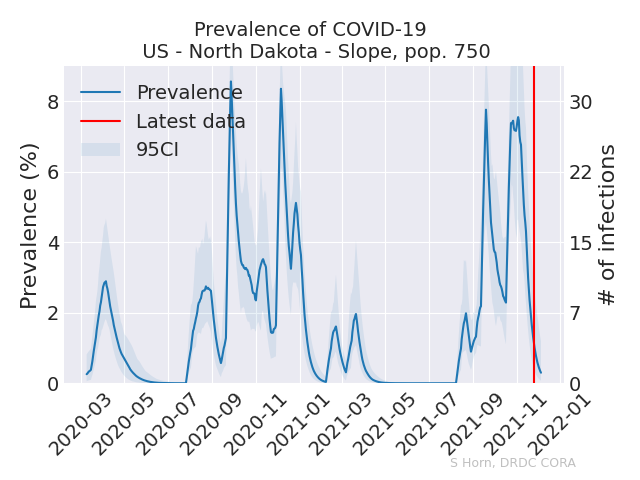 Prevalence of COVID-19
US - North Dakota - Slope, pop. 750
Prevalence
Latest data
95CI
Prevalence (%)
8
6
4
2
0
30
22
15
7
0
# of infections
2020-03
2020-05
2020-07
2020-09
2020-11
2021-01
2021-03
2021-05
2021-07
2021-09
2021-11
2022-01
S Horn, DRDC CORA